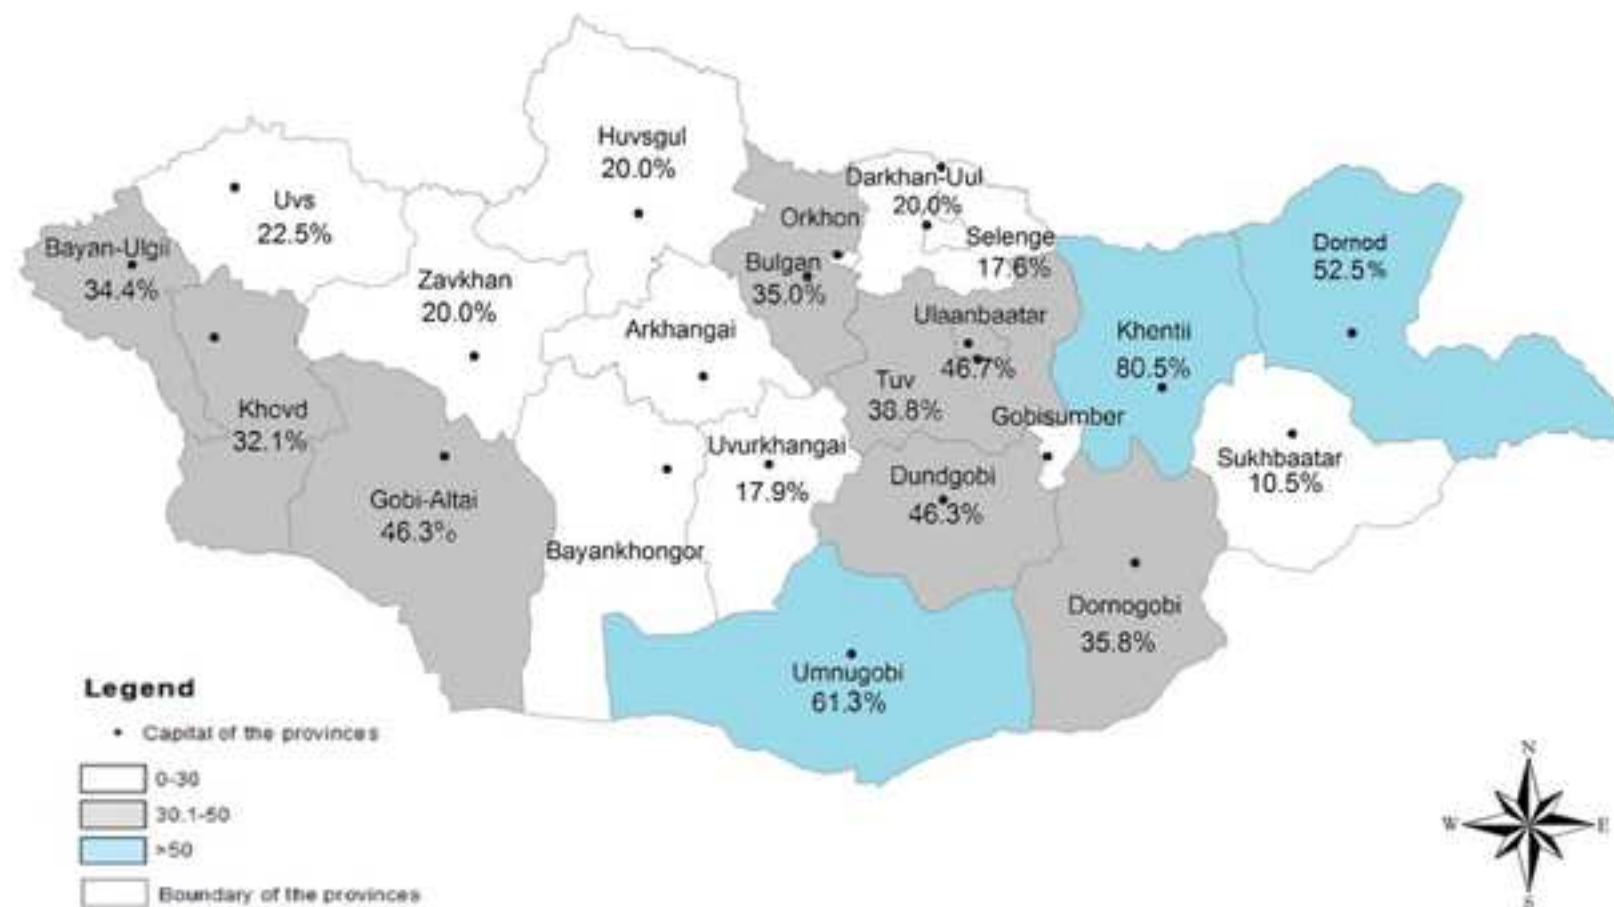 Huvsgul
20.0%
Uvs
22.5%
Bayan-Ulgii
34.4%
Zavkhan
20.0%
Khovd
32.1%
Gobi-Altai
46.3%
Arkhangai
Bayankhongor
Uvurkhangai
17.9%
Orkhon
Bulgan
35.0%
Darkhan-Uul
20.0%
Selenge
17.6%
Ulaanbaatar
46.7%
Tuv
38.8%
Gobisumber
Dundgobi
46.3%
Khentii
80.5%
Dornod
52.5%
Sukhbaatar
10.5%
Dornogobi
35.8%
Umnugobi
61.3%
Legend
Capital of the provinces
0-30
30.1-50
>50
Boundary of the provinces
N
W E
S